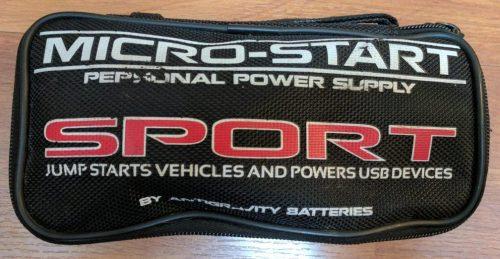 MICRO-START
PERSONAL POWER SUPPLY
SPORT
JUMP STARTS VEHICLES AND POWERS USB DEVICES
BY ANTIGRAVITY BATTERIES